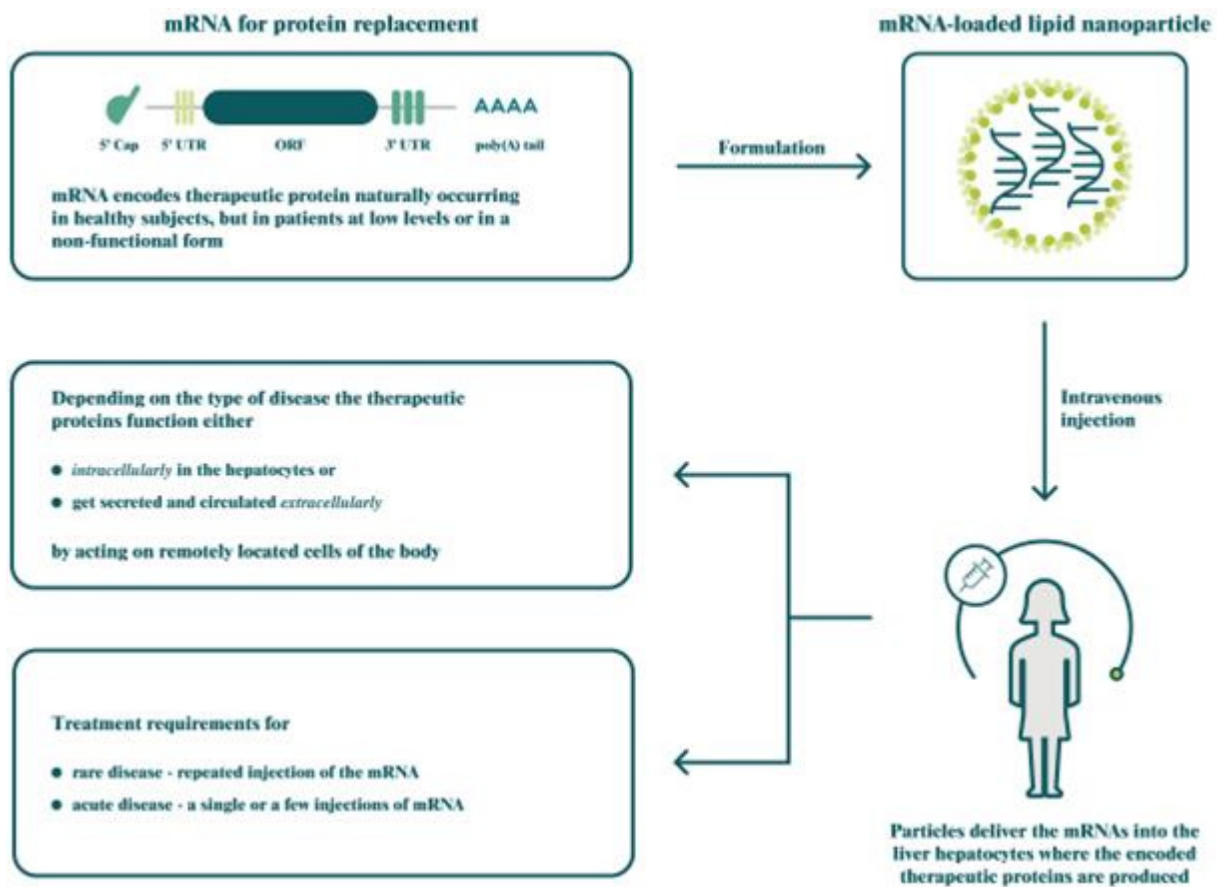 mRNA for protein replacement
5' Cap
5' UTR
ORF
3' UTR
AAAA
poly(A) tail
mRNA encodes therapeutic protein naturally occurring
in healthy subjects, but in patients at low levels or in a
non-functional form
Formulation
mRNA-loaded lipid nanoparticle
Intravenous
injection
Particles deliver the mRNAs into the
liver hepatocytes where the encoded
therapeutic proteins are produced
Depending on the type of disease the therapeutic
proteins function either
● intracellularly in the hepatocytes or
● get secreted and circulated extracellularly
by acting on remotely located cells of the body
Treatment requirements for
● rare disease - repeated injection of the mRNA
● acute disease - a single or a few injections of mRNA